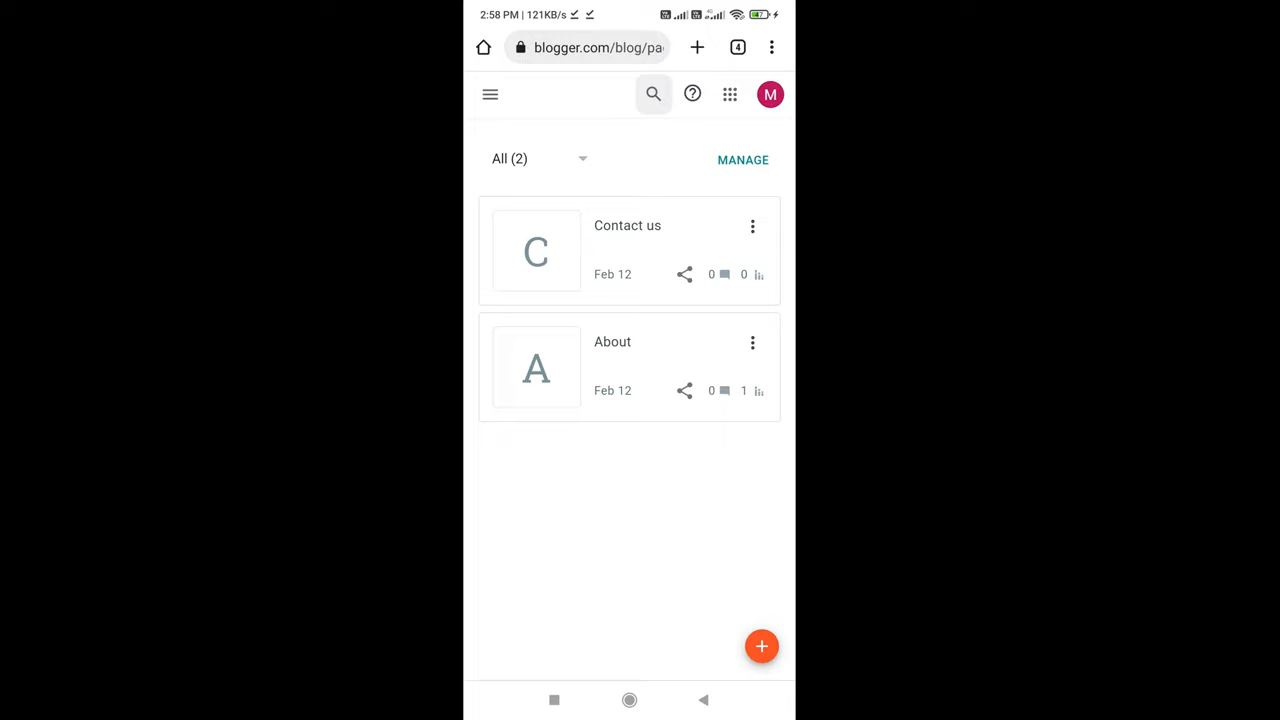 2:58 PM | 121KB/s
4
blogger.com/blog/pa
M
All (2)
MANAGE
C
Contact us
Feb 12
0 0
A
About
Feb 12
0 1